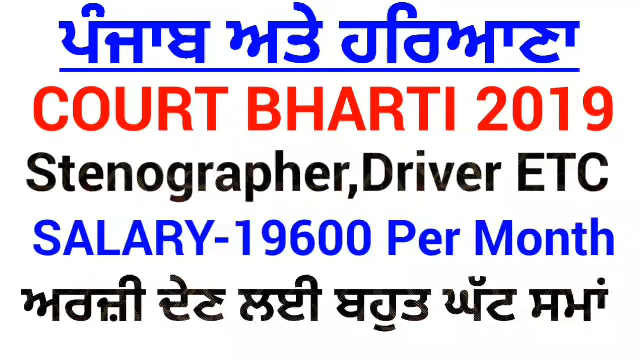 ਪੰਜਾਬ ਅਤੇ ਹਰਿਆਣਾ
COURT BHARTI 2019
Stenographer,Driver ETC
SALARY-19600 Per Month
ਅਰਜ਼ੀ ਦੇਣ ਲਈ ਬਹੁਤ ਘੱਟ ਸਮਾਂ